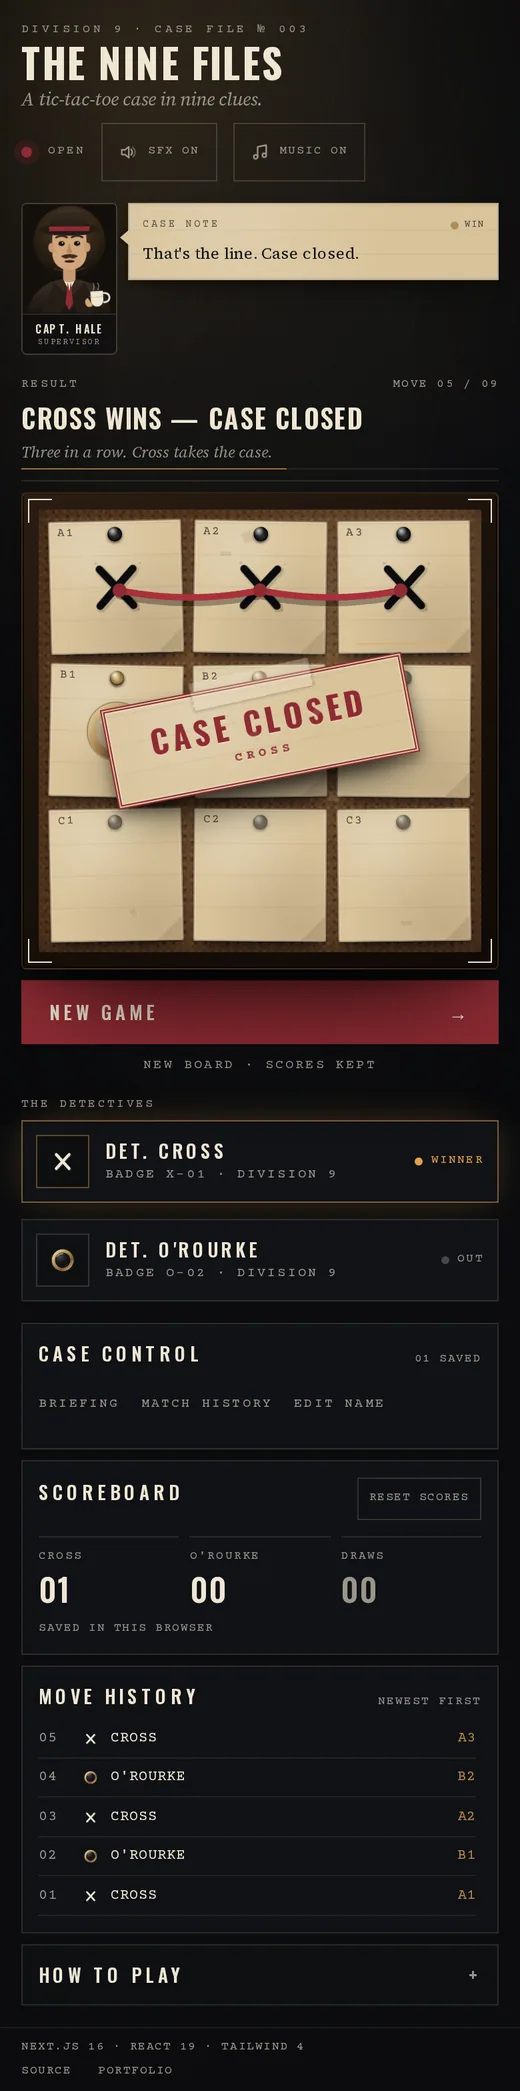 DIVISION 9 · CASE FILE № 003
THE NINE FILES
A tic-tac-toe case in nine clues.
OPEN
SFX ON
MUSIC ON
CASE NOTE
WIN
That's the line. Case closed.
CAPT. HALE
SUPERVISOR
RESULT
MOVE 05 / 09
CROSS WINS — CASE CLOSED
Three in a row. Cross takes the case.
A1
A2
A3
B1
B2
CASE CLOSED
CROSS
C1
C2
C3
NEW GAME →
NEW BOARD · SCORES KEPT
THE DETECTIVES
DET. CROSS
BADGE X-01 · DIVISION 9
WINNER
DET. O'ROURKE
BADGE O-02 · DIVISION 9
OUT
CASE CONTROL
01 SAVED
BRIEFING MATCH HISTORY EDIT NAME
SCOREBOARD
RESET SCORES
CROSS
O'ROURKE
DRAWS
01
00
00
SAVED IN THIS BROWSER
MOVE HISTORY
NEWEST FIRST
05 × CROSS A3
04 O'ROURKE B2
03 × CROSS A2
02 O'ROURKE B1
01 × CROSS A1
HOW TO PLAY +
NEXT.JS 16 · REACT 19 · TAILWIND 4
SOURCE PORTFOLIO